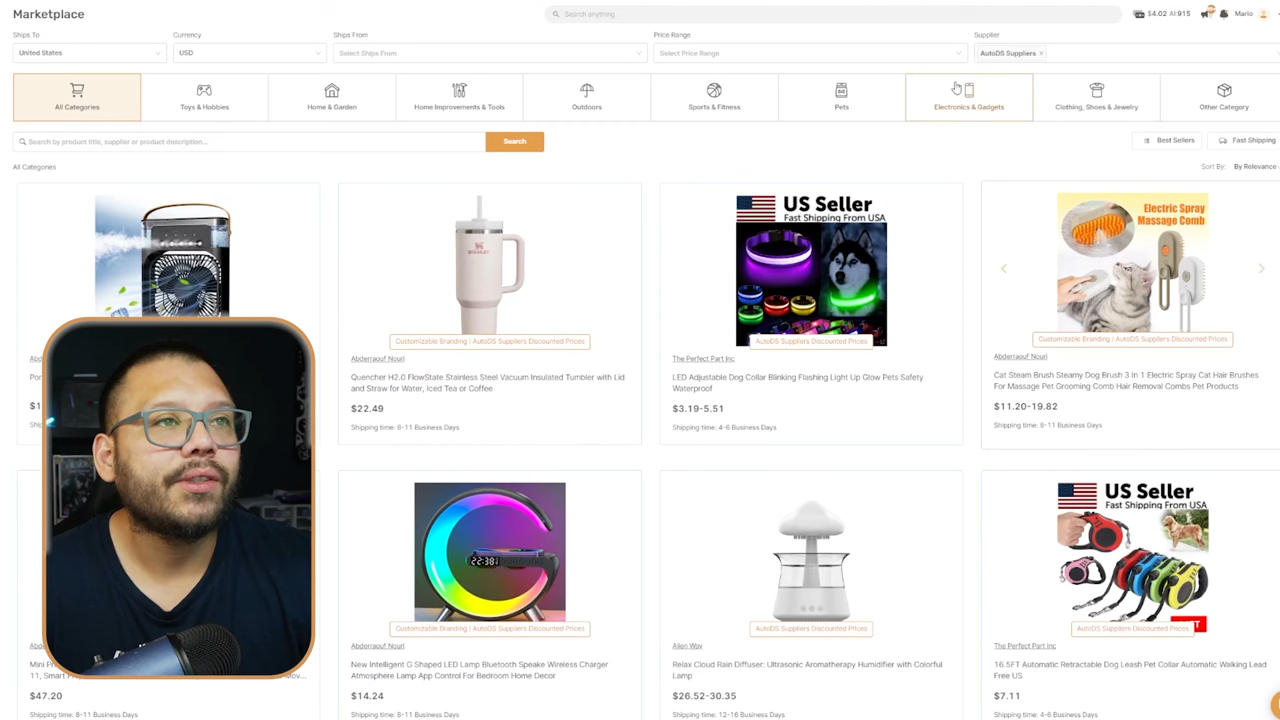 Marketplace
Search anything
$4.02 AI:915
Mario
Ships To
Currency
Ships From
Price Range
Supplier
United States
USD
Select Ships From
Select Price Range
AutoDS Suppliers ×
All Categories
Toys & Hobbies
Home & Garden
Home Improvements & Tools
Outdoors
Sports & Fitness
Pets
Electronics & Gadgets
Clothing, Shoes & Jewelry
Other Category
Search by product title, supplier or product description...
Search
Best Sellers
Fast Shipping
All Categories
Sort By: By Relevance
STANLEY
US Seller
Fast Shipping From USA
Electric Spray
Massage Comb
Customizable Branding | AutoDS Suppliers Discounted Prices
AutoDS Suppliers Discounted Prices
Customizable Branding | AutoDS Suppliers Discounted Prices
Abderraouf Nouri
Quencher H2.0 FlowState Stainless Steel Vacuum Insulated Tumbler with Lid
and Straw for Water, Iced Tea or Coffee
$22.49
Shipping time: 8-11 Business Days
The Perfect Part Inc
LED Adjustable Dog Collar Blinking Flashing Light Up Glow Pets Safety
Waterproof
$3.19-5.51
Shipping time: 4-6 Business Days
Abderraouf Nouri
Cat Steam Brush Steamy Dog Brush 3 In 1 Electric Spray Cat Hair Brushes
For Massage Pet Grooming Comb Hair Removal Combs Pet Products
$11.20-19.82
Shipping time: 8-11 Business Days
22:38
US Seller
Fast Shipping From USA
Customizable Branding | AutoDS Suppliers Discounted Prices
AutoDS Suppliers Discounted Prices
AutoDS Suppliers Discounted Prices
Mini
11, Smart
$47.20
Shipping time: 8-11 Business Days
Abderraouf Nouri
New Intelligent G Shaped LED Lamp Bluetooth Speake Wireless Charger
Atmosphere Lamp App Control For Bedroom Home Decor
$14.24
Shipping time: 8-11 Business Days
Alien Way
Relax Cloud Rain Diffuser: Ultrasonic Aromatherapy Humidifier with Colorful
Lamp
$26.52-30.35
Shipping time: 12-16 Business Days
The Perfect Part Inc
16.5FT Automatic Retractable Dog Leash Pet Collar Automatic Walking Lead
Free US
$7.11
Shipping time: 4-6 Business Days